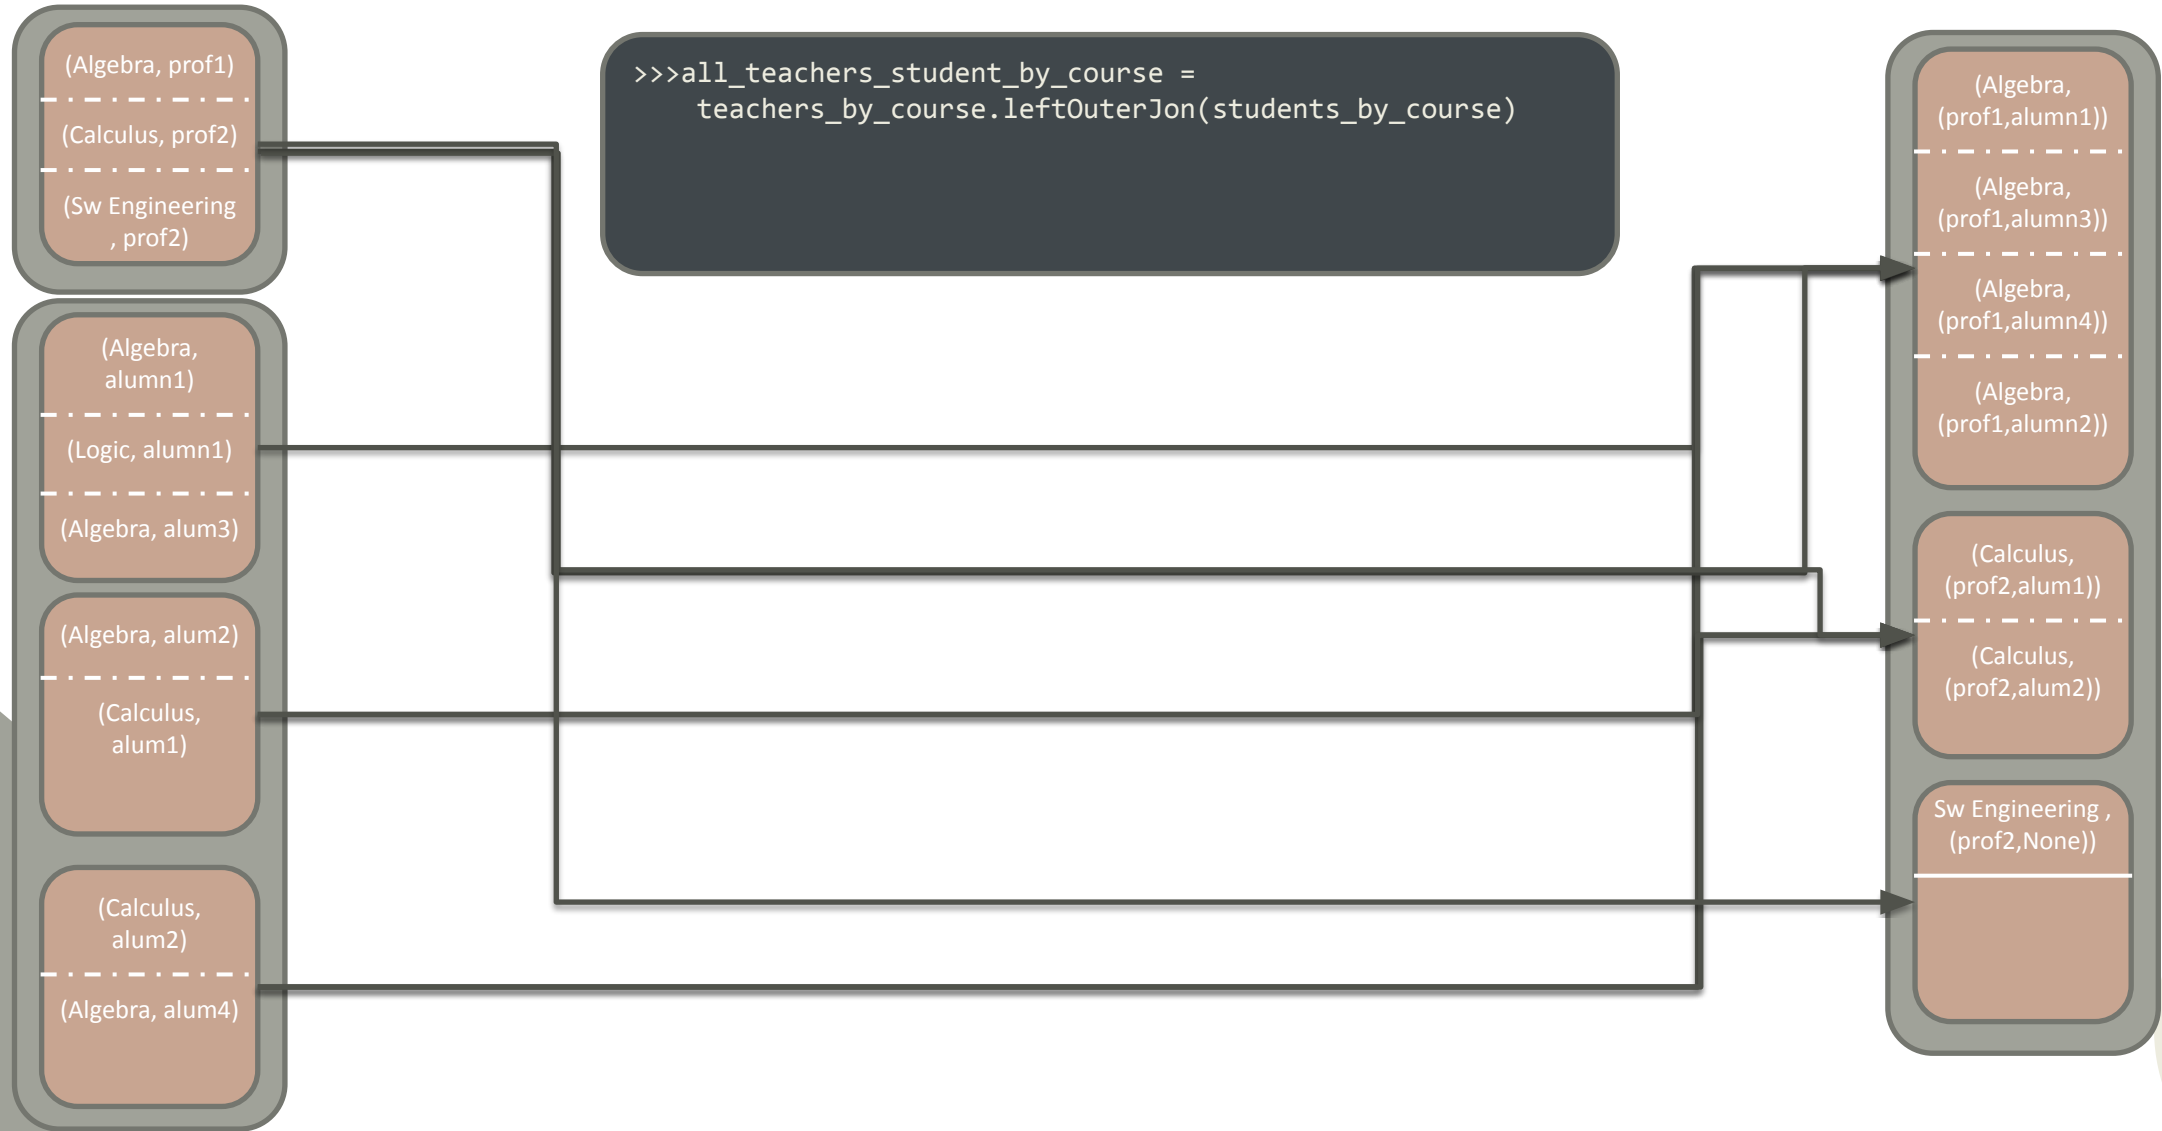 (Algebra, prof1)
(Calculus, prof2)
(Sw Engineering
, prof2)
(Algebra,
alumn1)
(Logic, alumn1)
(Algebra, alum3)
(Algebra, alum2)
(Calculus,
alum1)
(Calculus,
alum2)
(Algebra, alum4)
>>>all_teachers_student_by_course =
teachers_by_course.leftOuterJon(students_by_course)
(Algebra,
(prof1,alumn1))
(Algebra,
(prof1,alumn3))
(Algebra,
(prof1,alumn4))
(Algebra,
(prof1,alumn2))
(Calculus,
(prof2,alum1))
(Calculus,
(prof2,alum2))
Sw Engineering ,
(prof2,None))